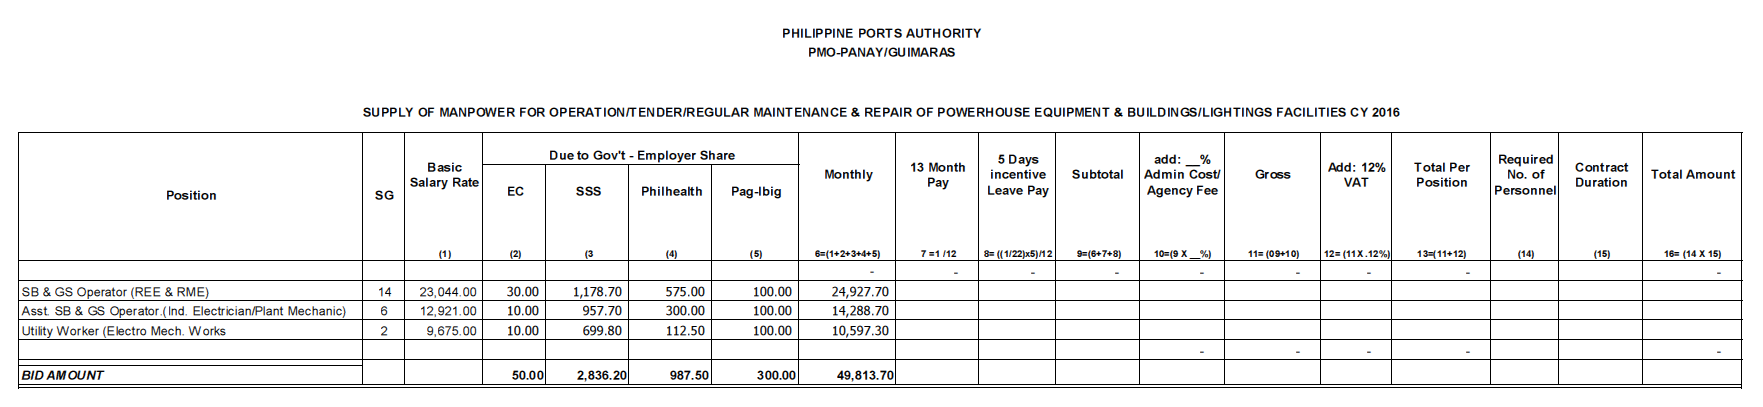 PHILIPPINE PORTS AUTHORITY
PMO-PANAY/GUIMARAS
SUPPLY OF MANPOWER FOR OPERATION/TENDER/REGULAR MAINTENANCE & REPAIR OF POWERHOUSE EQUIPMENT & BUILDINGS/LIGHTINGS FACILITIES CY 2016
Position SG Basic Salary Rate Due to Gov't - Employer Share EC SSS Philhealth Pag-Ibig Monthly 13 Month Pay 5 Days incentive Leave Pay Subtotal add: __% Admin Cost/ Agency Fee Gross Add: 12% VAT Total Per Position Required No. of Personnel Contract Duration Total Amount
(1) (2) (3 (4) (5) 6=(1+2+3+4+5) 7 =1 /12 8= ((1/22)x5)/12 9=(6+7+8) 10=(9 X __%) 11= (09+10) 12= (11X .12%) 13=(11+12) (14) (15) 16= (14 X 15)
- - - - - - - - -
SB & GS Operator (REE & RME) 14 23,044.00 30.00 1,178.70 575.00 100.00 24,927.70
Asst. SB & GS Operator.(Ind. Electrician/Plant Mechanic) 6 12,921.00 10.00 957.70 300.00 100.00 14,288.70
Utility Worker (Electro Mech. Works 2 9,675.00 10.00 699.80 112.50 100.00 10,597.30
- - - - -
BID AMOUNT 50.00 2,836.20 987.50 300.00 49,813.70